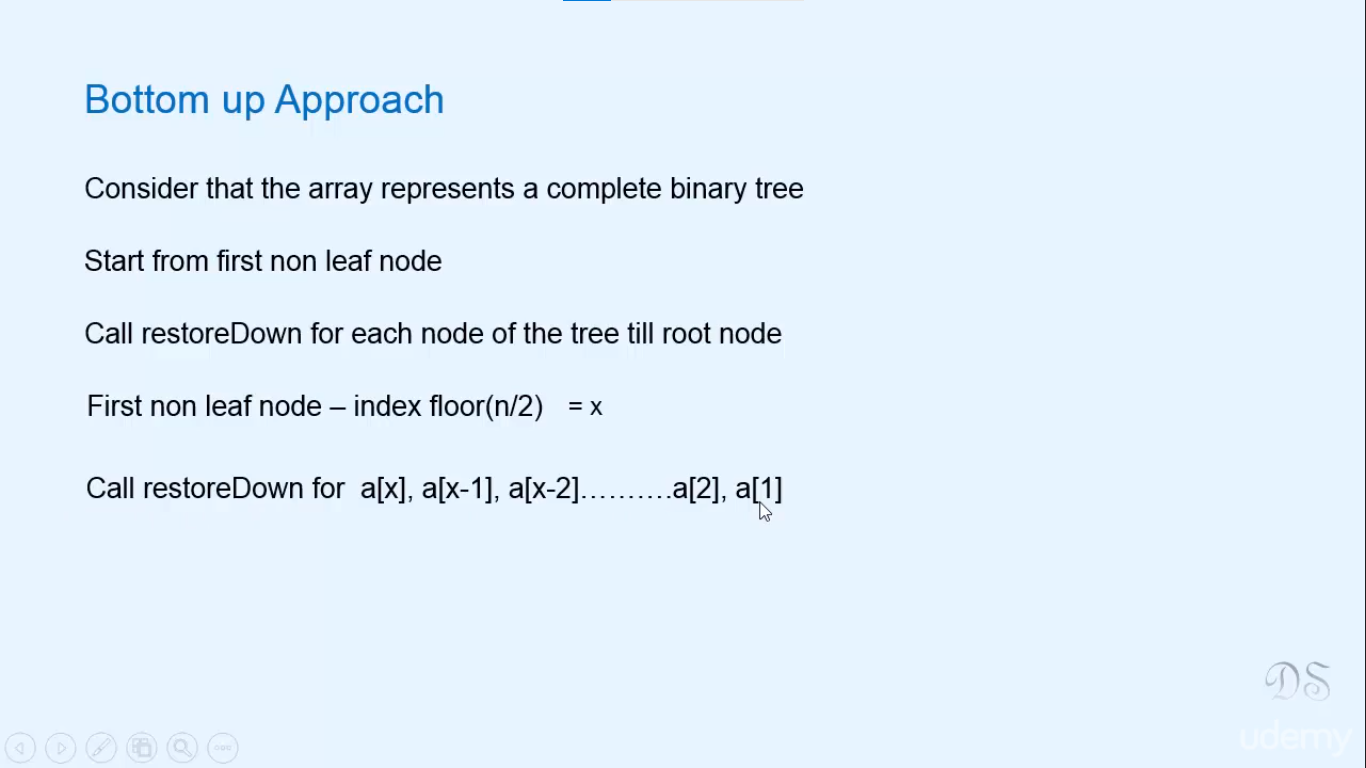 Bottom up Approach
Consider that the array represents a complete binary tree
Start from first non leaf node
Call restoreDown for each node of the tree till root node
First non leaf node – index floor(n/2) = x
Call restoreDown for a[x], a[x-1], a[x-2]..........a[2], a[1]
DS
udemy